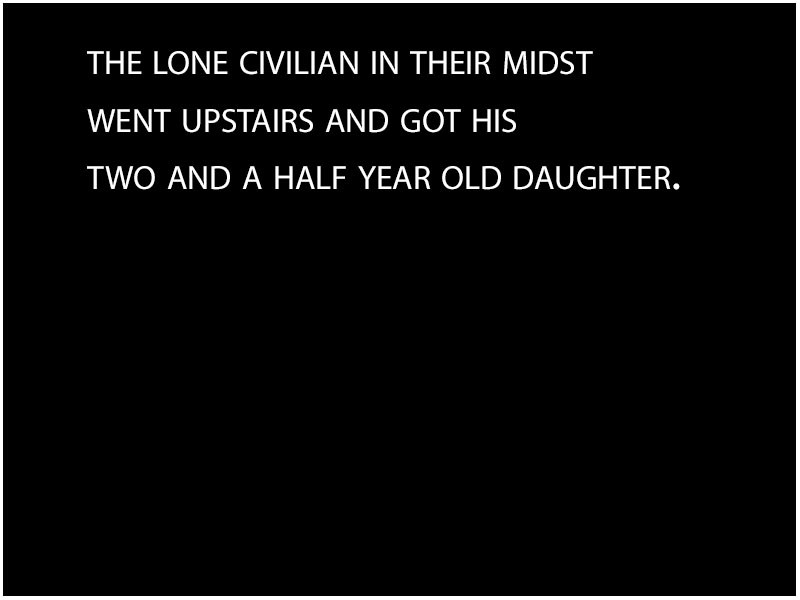 THE LONE CIVILIAN IN THEIR MIDST
WENT UPSTAIRS AND GOT HIS
TWO AND A HALF YEAR OLD DAUGHTER.